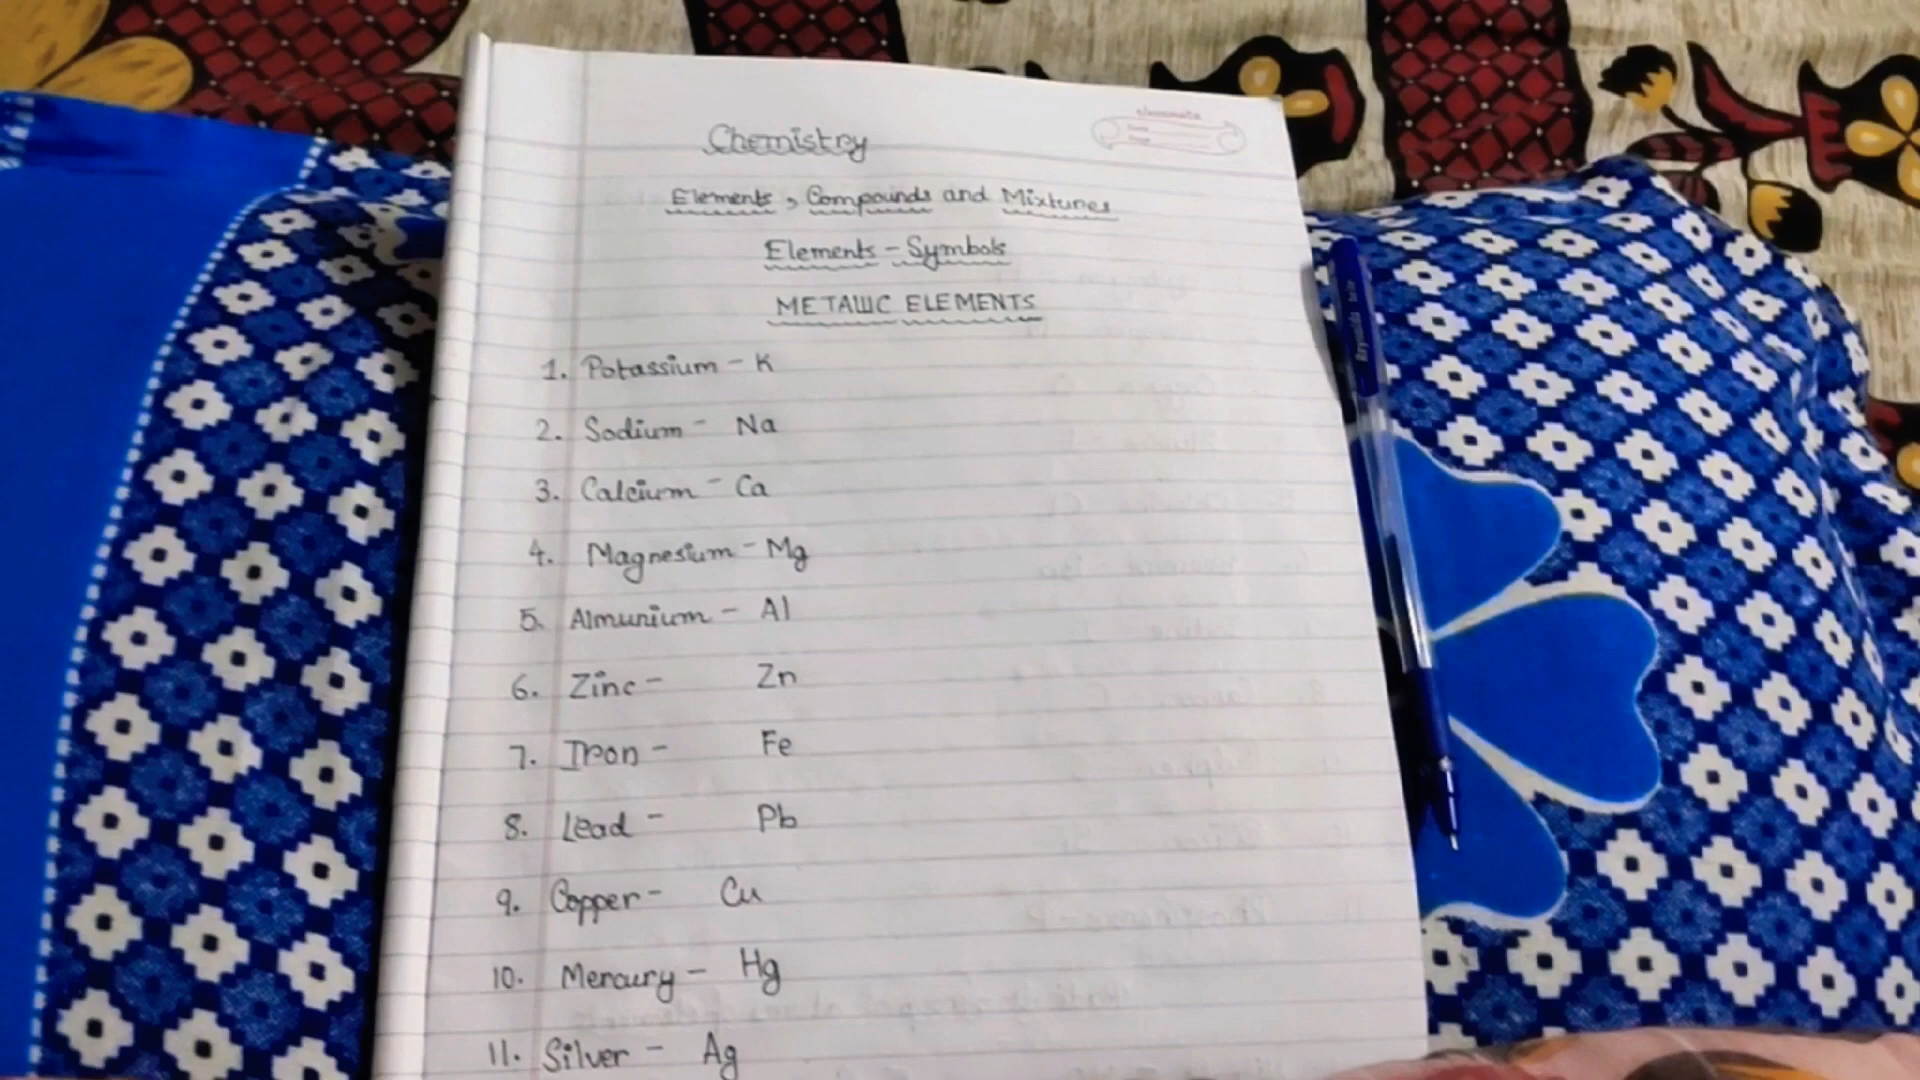 classmate
Chemistry
Elements, Compounds and Mixtures
Elements - Symbols
METALLIC ELEMENTS
1. Potassium - K
2. Sodium - Na
3. Calcium - Ca
4. Magnesium - Mg
5. Almunium - Al
6. Zinc - Zn
7. Iron - Fe
8. Lead - Pb
9. Copper - Cu
10. Mercury - Hg
11. Silver - Ag